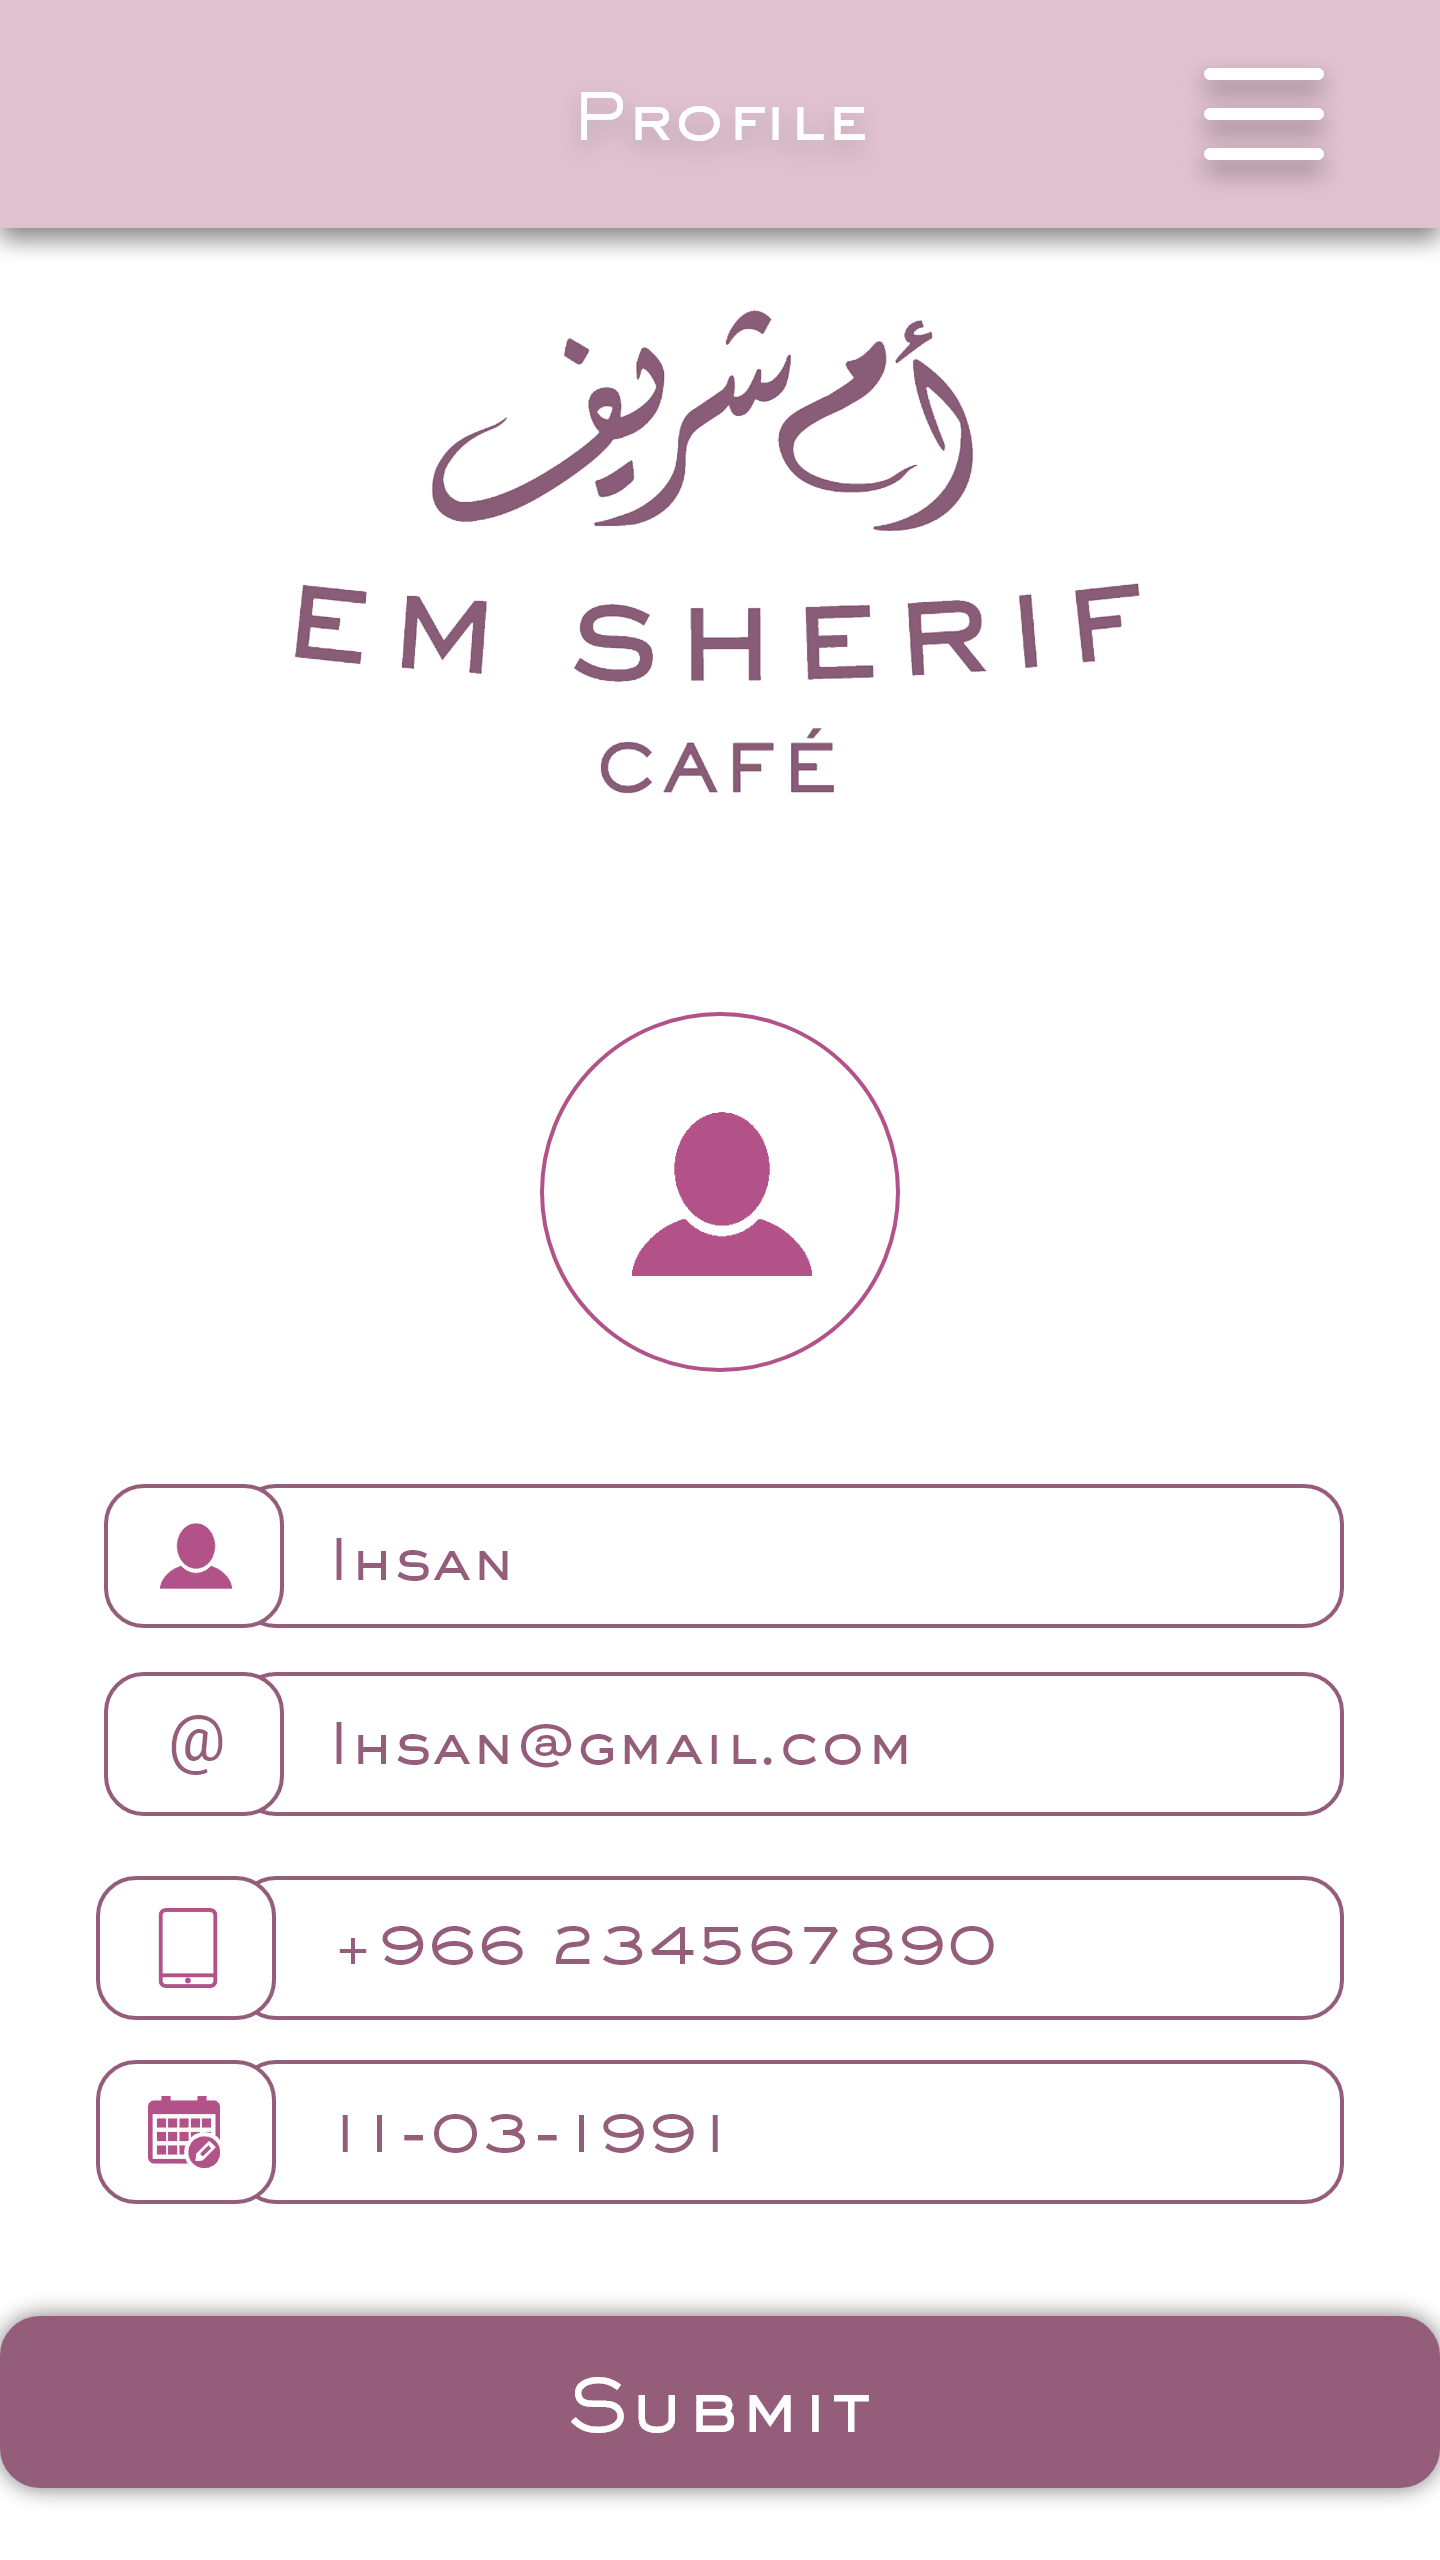 Profile
أم شريف
EM SHERIF
CAFÉ
Ihsan
@
Ihsan@gmail.com
+966 234567890
11-03-1991
Submit